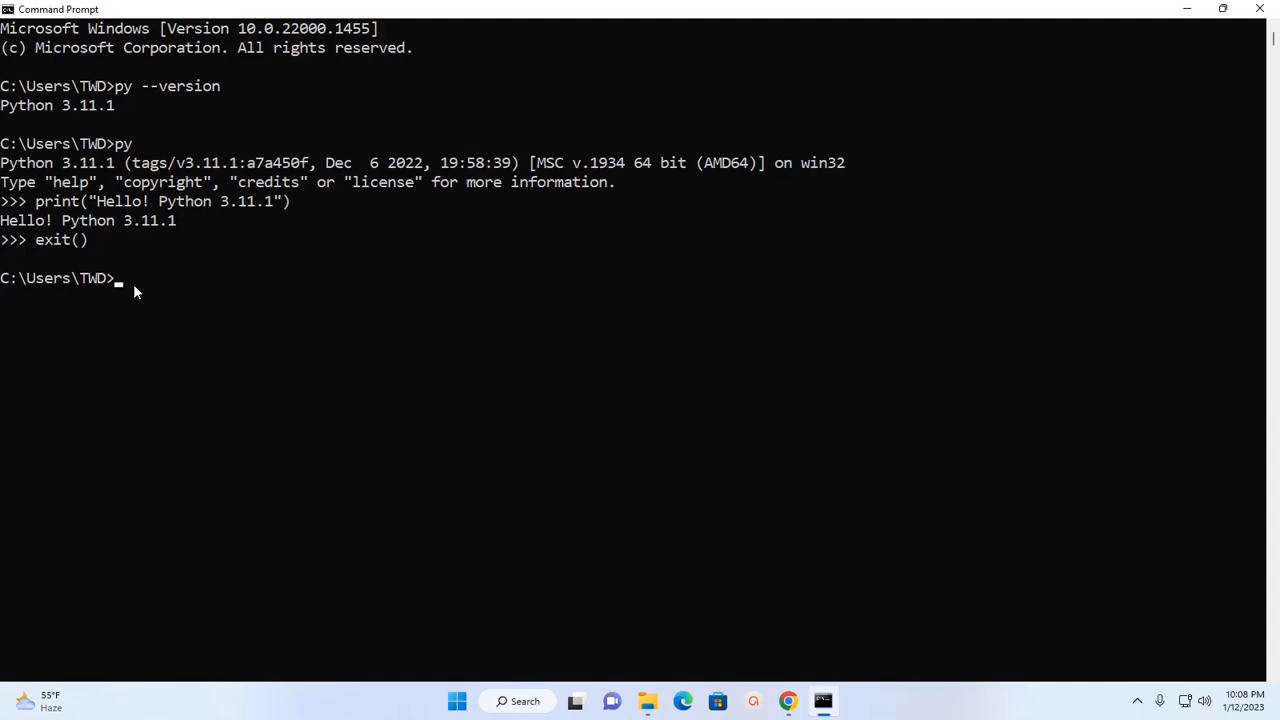 Command Prompt
Microsoft Windows [Version 10.0.22000.1455]
(c) Microsoft Corporation. All rights reserved.
C:\Users\TWD>py --version
Python 3.11.1
C:\Users\TWD>py
Python 3.11.1 (tags/v3.11.1:a7a450f, Dec  6 2022, 19:58:39) [MSC v.1934 64 bit (AMD64)] on win32
Type "help", "copyright", "credits" or "license" for more information.
>>> print("Hello! Python 3.11.1")
Hello! Python 3.11.1
>>> exit()
C:\Users\TWD>
55°F
Haze
Search
10:08 PM
1/12/2023